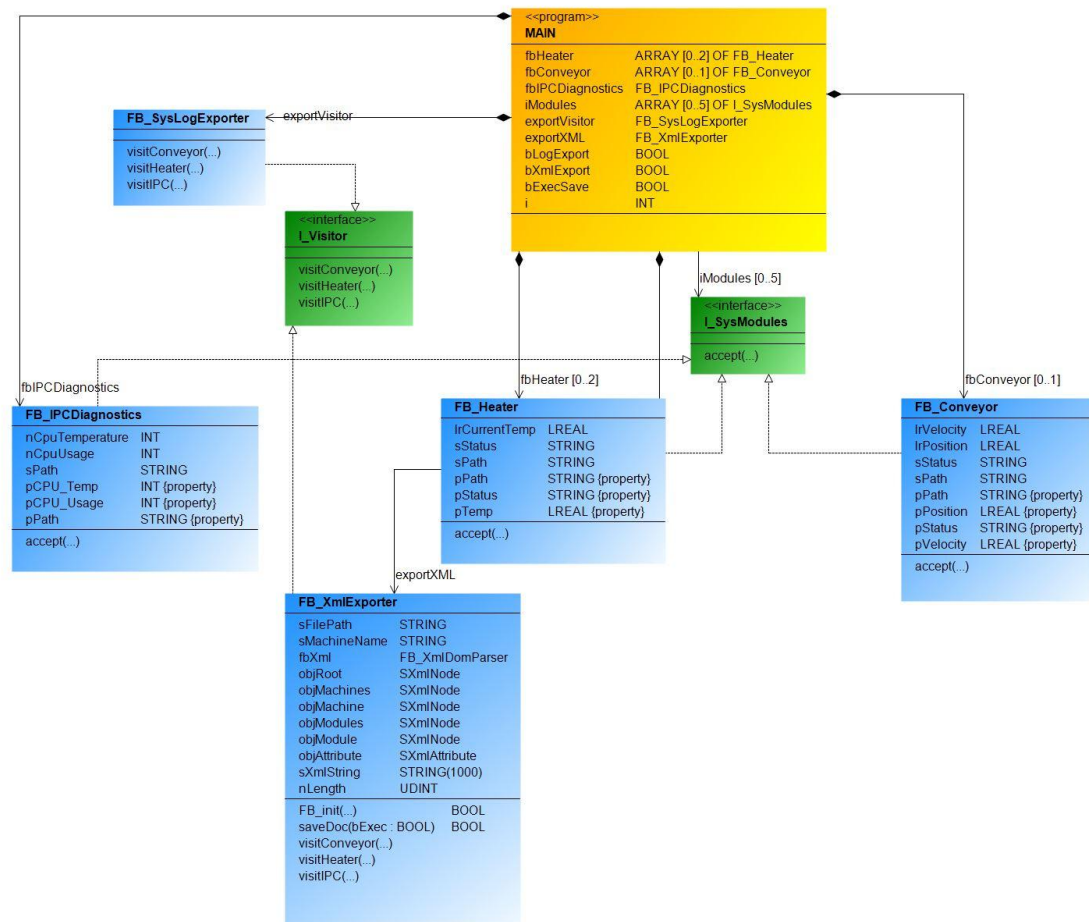 <<program>>
MAIN
fbHeater ARRAY [0..2] OF FB_Heater
fbConveyor ARRAY [0..1] OF FB_Conveyor
fbIPCDiagnostics FB_IPCDiagnostics
iModules ARRAY [0..5] OF I_SysModules
exportVisitor FB_SysLogExporter
exportXML FB_XmlExporter
bLogExport BOOL
bXmlExport BOOL
bExecSave BOOL
i INT
FB_SysLogExporter
visitConveyor(...)
visitHeater(...)
visitIPC(...)
exportVisitor
<<interface>>
I_Visitor
visitConveyor(...)
visitHeater(...)
visitIPC(...)
iModules [0..5]
<<interface>>
I_SysModules
accept(...)
fbIPCDiagnostics
FB_IPCDiagnostics
nCpuTemperature INT
nCpuUsage INT
sPath STRING
pCPU_Temp INT {property}
pCPU_Usage INT {property}
pPath STRING {property}
accept(...)
fbHeater [0..2]
FB_Heater
lrCurrentTemp LREAL
sStatus STRING
sPath STRING
pPath STRING {property}
pStatus STRING {property}
pTemp LREAL {property}
accept(...)
fbConveyor [0..1]
FB_Conveyor
lrVelocity LREAL
lrPosition LREAL
sStatus STRING
sPath STRING
pPath STRING {property}
pPosition LREAL {property}
pStatus STRING {property}
pVelocity LREAL {property}
accept(...)
exportXML
FB_XmlExporter
sFilePath STRING
sMachineName STRING
fbXml FB_XmlDomParser
objRoot SXmlNode
objMachines SXmlNode
objMachine SXmlNode
objModules SXmlNode
objModule SXmlNode
objAttribute SXmlAttribute
sXmlString STRING(1000)
nLength UDINT
FB_init(...) BOOL
saveDoc(bExec : BOOL) BOOL
visitConveyor(...)
visitHeater(...)
visitIPC(...)